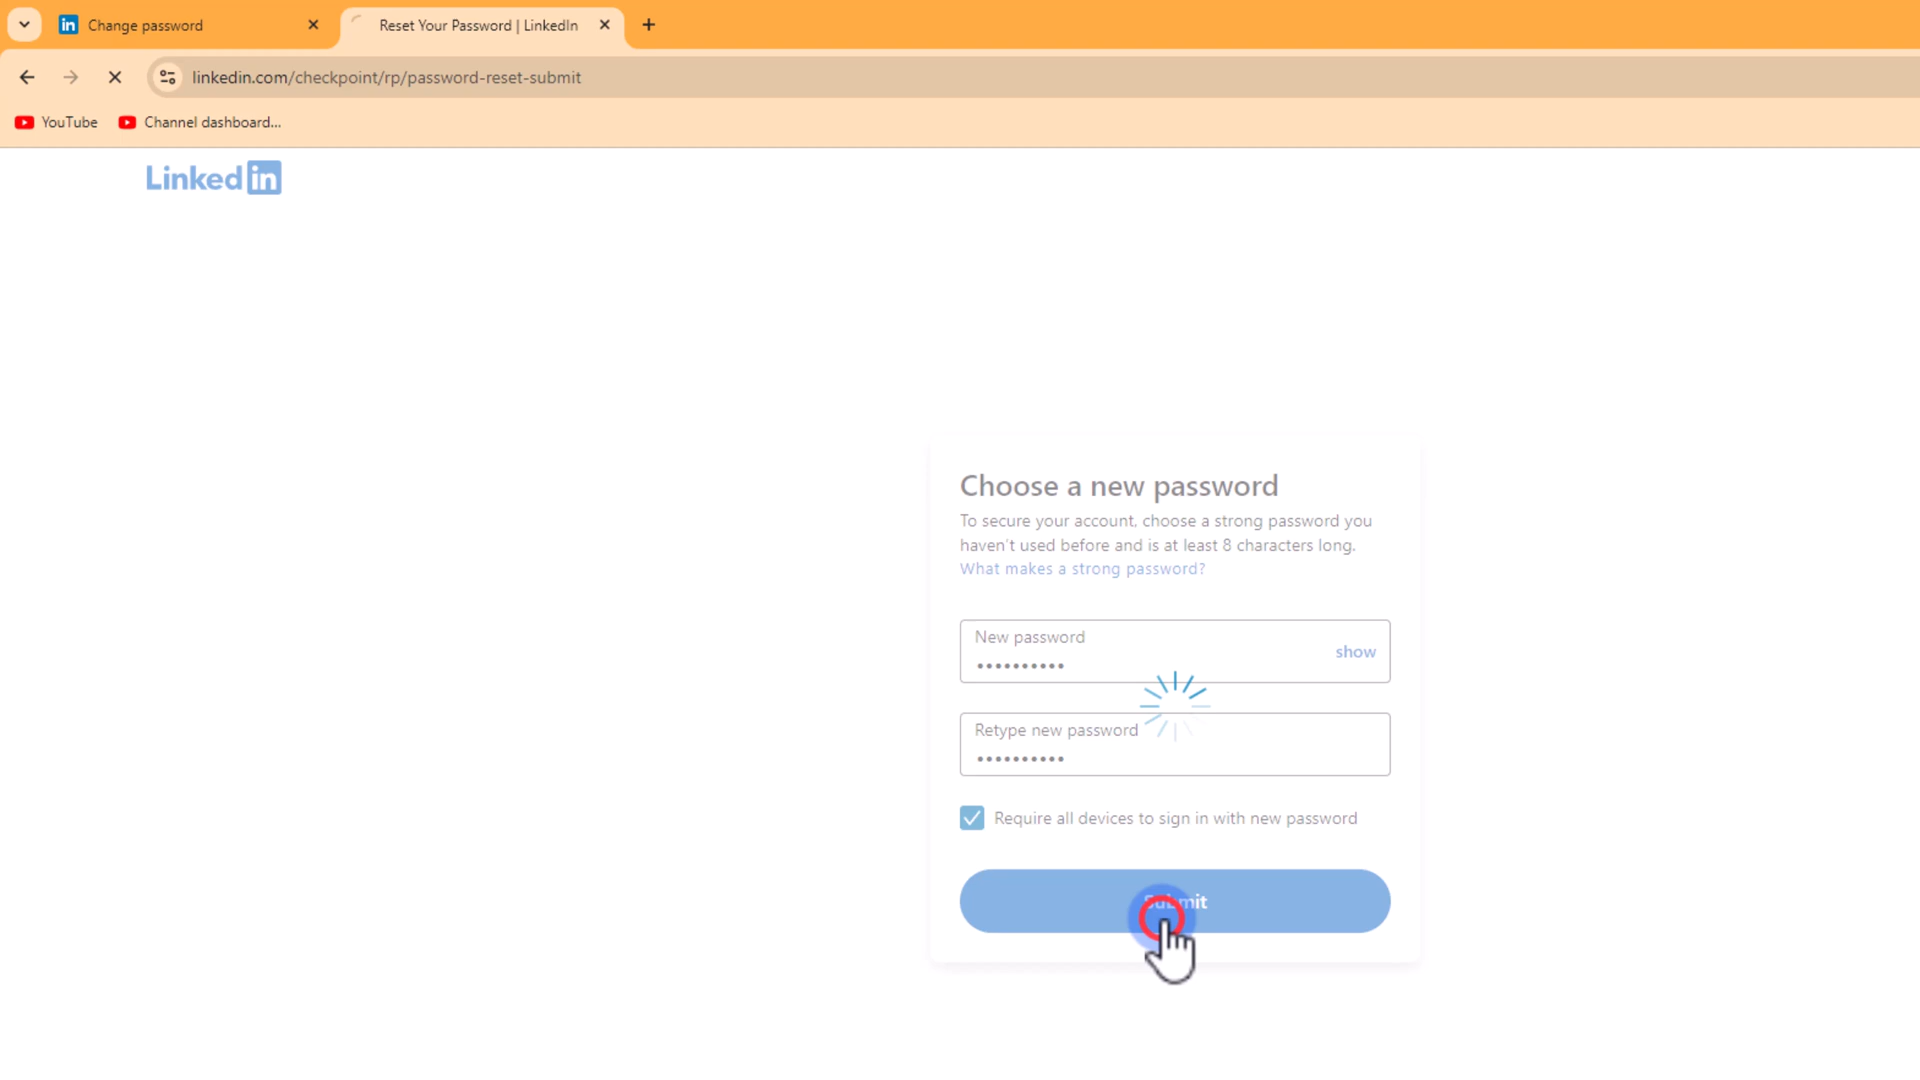 in Change password
Reset Your Password | LinkedIn
linkedin.com/checkpoint/rp/password-reset-submit
YouTube
Channel dashboard...
Linked in
Choose a new password
To secure your account, choose a strong password you
haven't used before and is at least 8 characters long.
What makes a strong password?
New password
••••••••••
show
Retype new password
••••••••••
Require all devices to sign in with new password
Submit